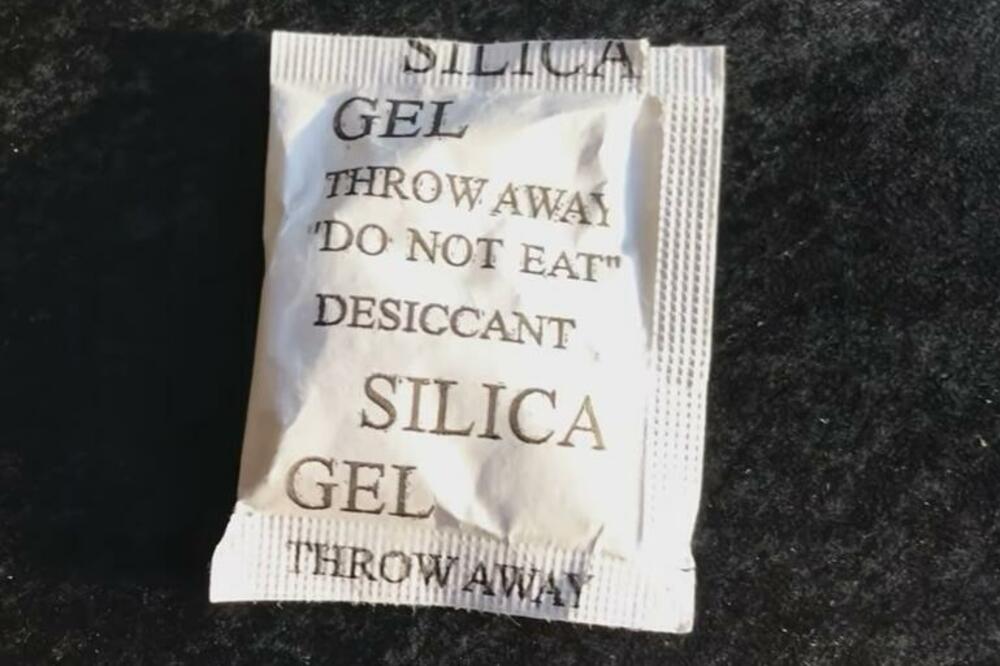 SILICA
GEL
THROW AWAY
"DO NOT EAT"
DESICCANT
SILICA
GEL
THROW AWAY